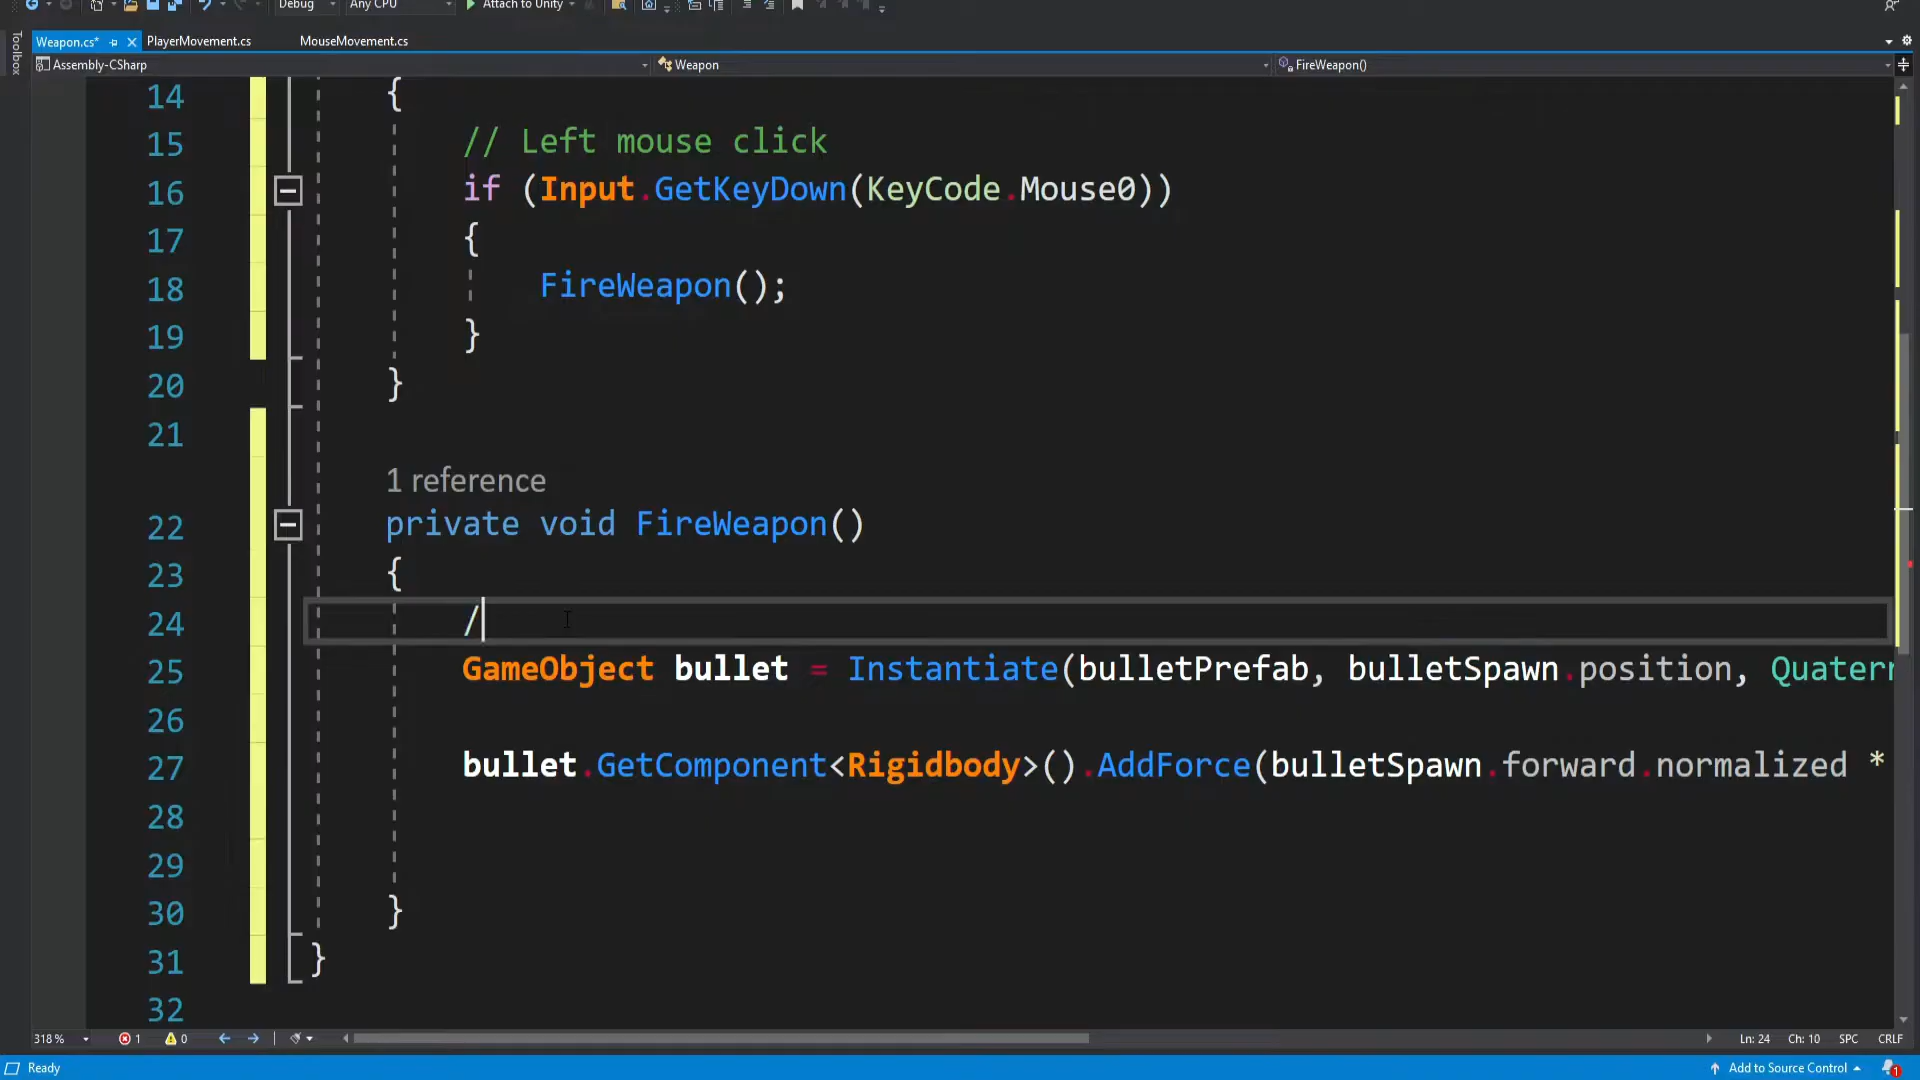 Debug Any CPU Attach to Unity
Toolbox
Weapon.cs* PlayerMovement.cs MouseMovement.cs
Assembly-CSharp Weapon FireWeapon()
14 {
15 // Left mouse click
16 if (Input.GetKeyDown(KeyCode.Mouse0))
17 {
18 FireWeapon();
19 }
20 }
21
1 reference
22 private void FireWeapon()
23 {
24 /
25 GameObject bullet = Instantiate(bulletPrefab, bulletSpawn.position, Quatern
26
27 bullet.GetComponent<Rigidbody>().AddForce(bulletSpawn.forward.normalized *
28
29
30 }
31 }
32
318 % 1 0 Ln: 24 Ch: 10 SPC CRLF
Ready Add to Source Control 1